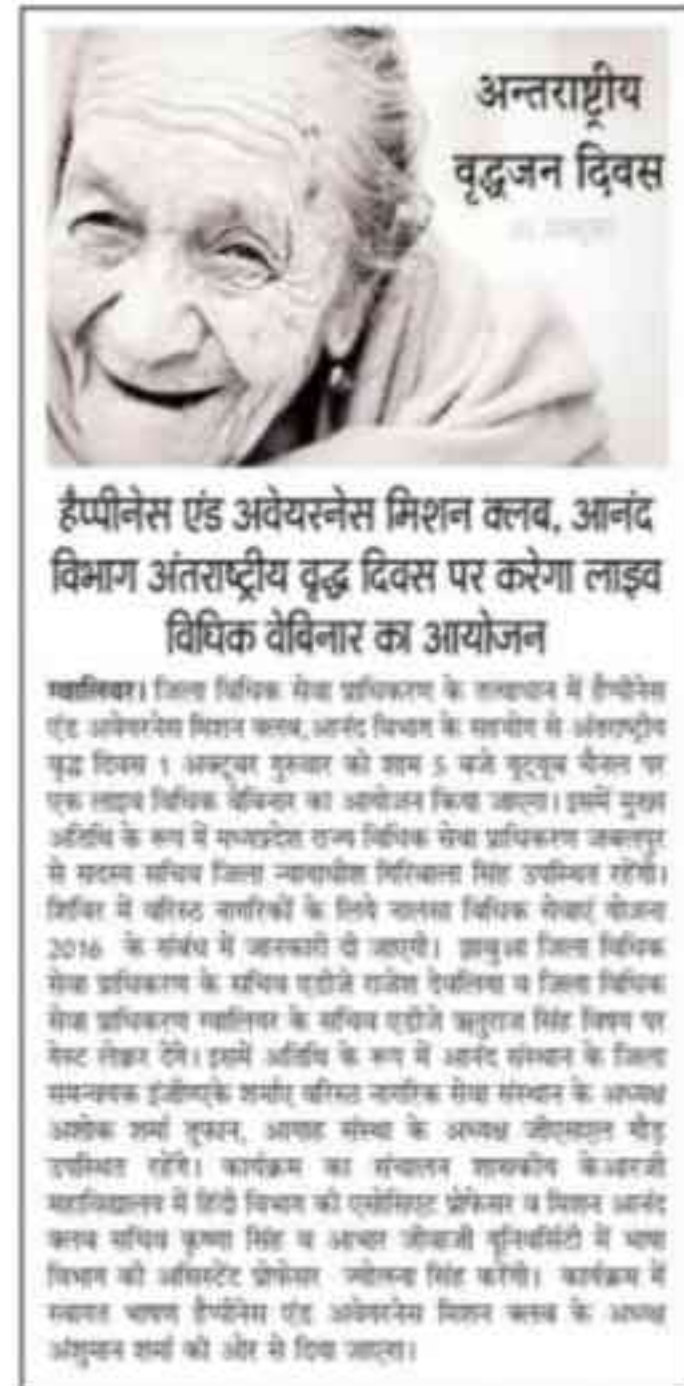 अन्तराष्ट्रीय
वृद्धजन दिवस
हैप्पीनेस एंड अवेयरनेस मिशन क्लब, आनंद
विभाग अंतराष्ट्रीय वृद्ध दिवस पर करेगा लाइव
विधिक वेबिनार का आयोजन
ग्वालियर। जिला विधिक सेवा प्राधिकरण के तत्वाधान में हैप्पीनेस
एंड अवेयरनेस मिशन क्लब,आनंद विभाग के सहयोग से अंतराष्ट्रीय
वृद्ध दिवस 1 अक्टूबर गुरुवार को शाम 5 बजे यूट्यूब चैनल पर
एक लाइव विधिक वेबिनार का आयोजन किया जाएगा। इसमें मुख्य
अतिथि के रूप में मध्यप्रदेश राज्य विधिक सेवा प्राधिकरण जबलपुर
से सदस्य सचिव जिला न्यायाधीश गिरिबाला सिंह उपस्थित रहेंगी।
शिविर में वरिस्ठ नागरिकों के लिये नालसा विधिक सेवाएं योजना
2016 के संबंध में जानकारी दी जाएगी। झाबुआ जिला विधिक
सेवा प्राधिकरण के सचिव एडीजे राजेश देवलिया व जिला विधिक
सेवा प्राधिकरण ग्वालियर के सचिव एडीजे ऋतुराज सिंह विषय पर
गेस्ट लेक्चर देंगे। इसमें अतिथि के रूप में आनंद संस्थान के जिला
समन्वयक शर्माए वरिस्ठ नागरिक सेवा संस्थान के अध्यक्ष
अशोक शर्मा तूफान, संस्था के अध्यक्ष गौड़
उपस्थित रहेंगे। कार्यक्रम का संचालन शासकीय केआरजी
महाविद्यालय में हिंदी विभाग की एसोसिएट प्रोफेसर व मिशन आनंद
क्लब सचिव कृष्णा सिंह व जीवाजी यूनिवर्सिटी में भाषा
विभाग की असिस्टेंट प्रोफेसर ज्योत्सना सिंह करेंगी। कार्यक्रम में
स्वागत भाषण हैप्पीनेस एंड अवेयरनेस मिशन क्लब के अध्यक्ष
अंशुमान शर्मा की ओर से दिया जाएगा।